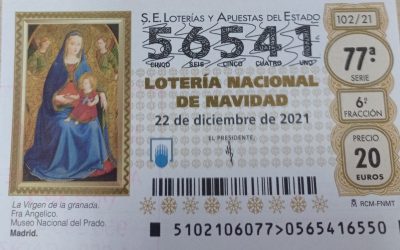 S.E. LOTERÍAS Y APUESTAS DEL ESTADO
102/21
56541
CINCO SEIS CINCO CUATRO UNO
77ª
SERIE
LOTERÍA NACIONAL
DE NAVIDAD
6ª
FRACCIÓN
22 de diciembre de 2021
EL PRESIDENTE,
PRECIO
20
EUROS
La Virgen de la granada.
Fra Angelico.
Museo Nacional del Prado.
Madrid.
RCM-FNMT
5102106077>0565416550